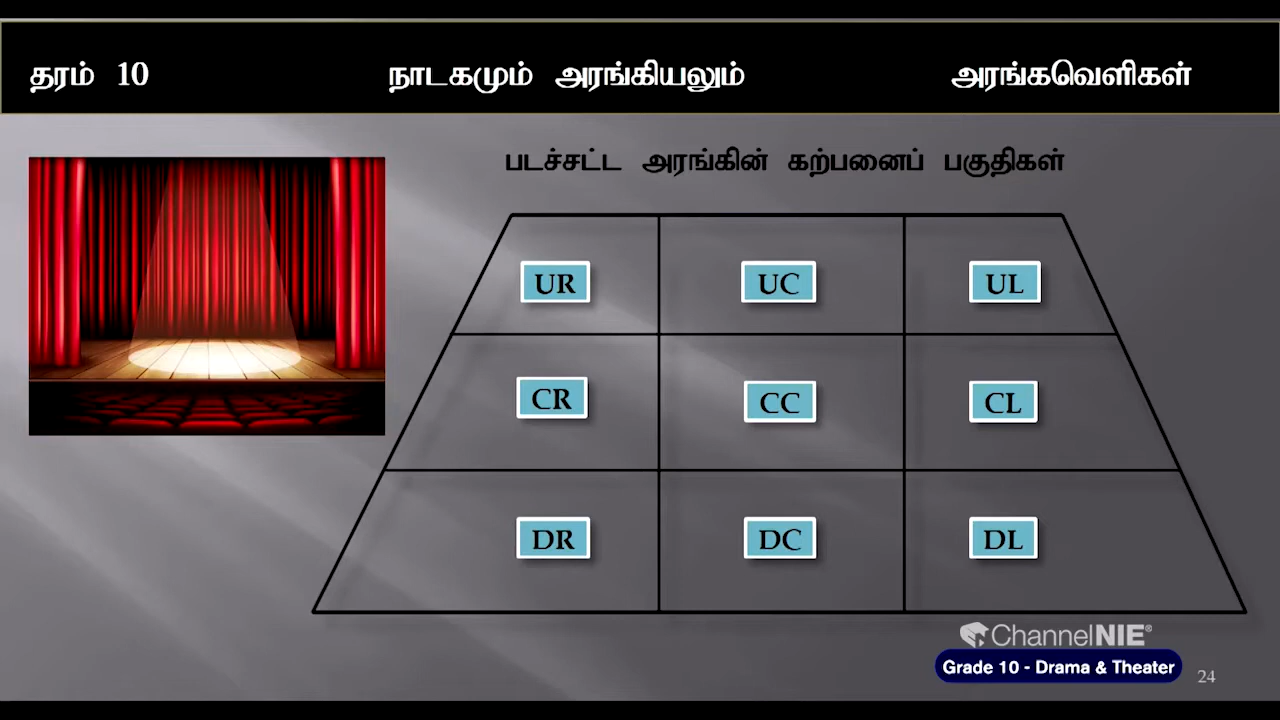 தரம் 10 நாடகமும் அரங்கியலும் அரங்கவெளிகள்
படச்சட்ட அரங்கின் கற்பனைப் பகுதிகள்
UR UC UL
CR CC CL
DR DC DL
ChannelNIE®
Grade 10 - Drama & Theater
24